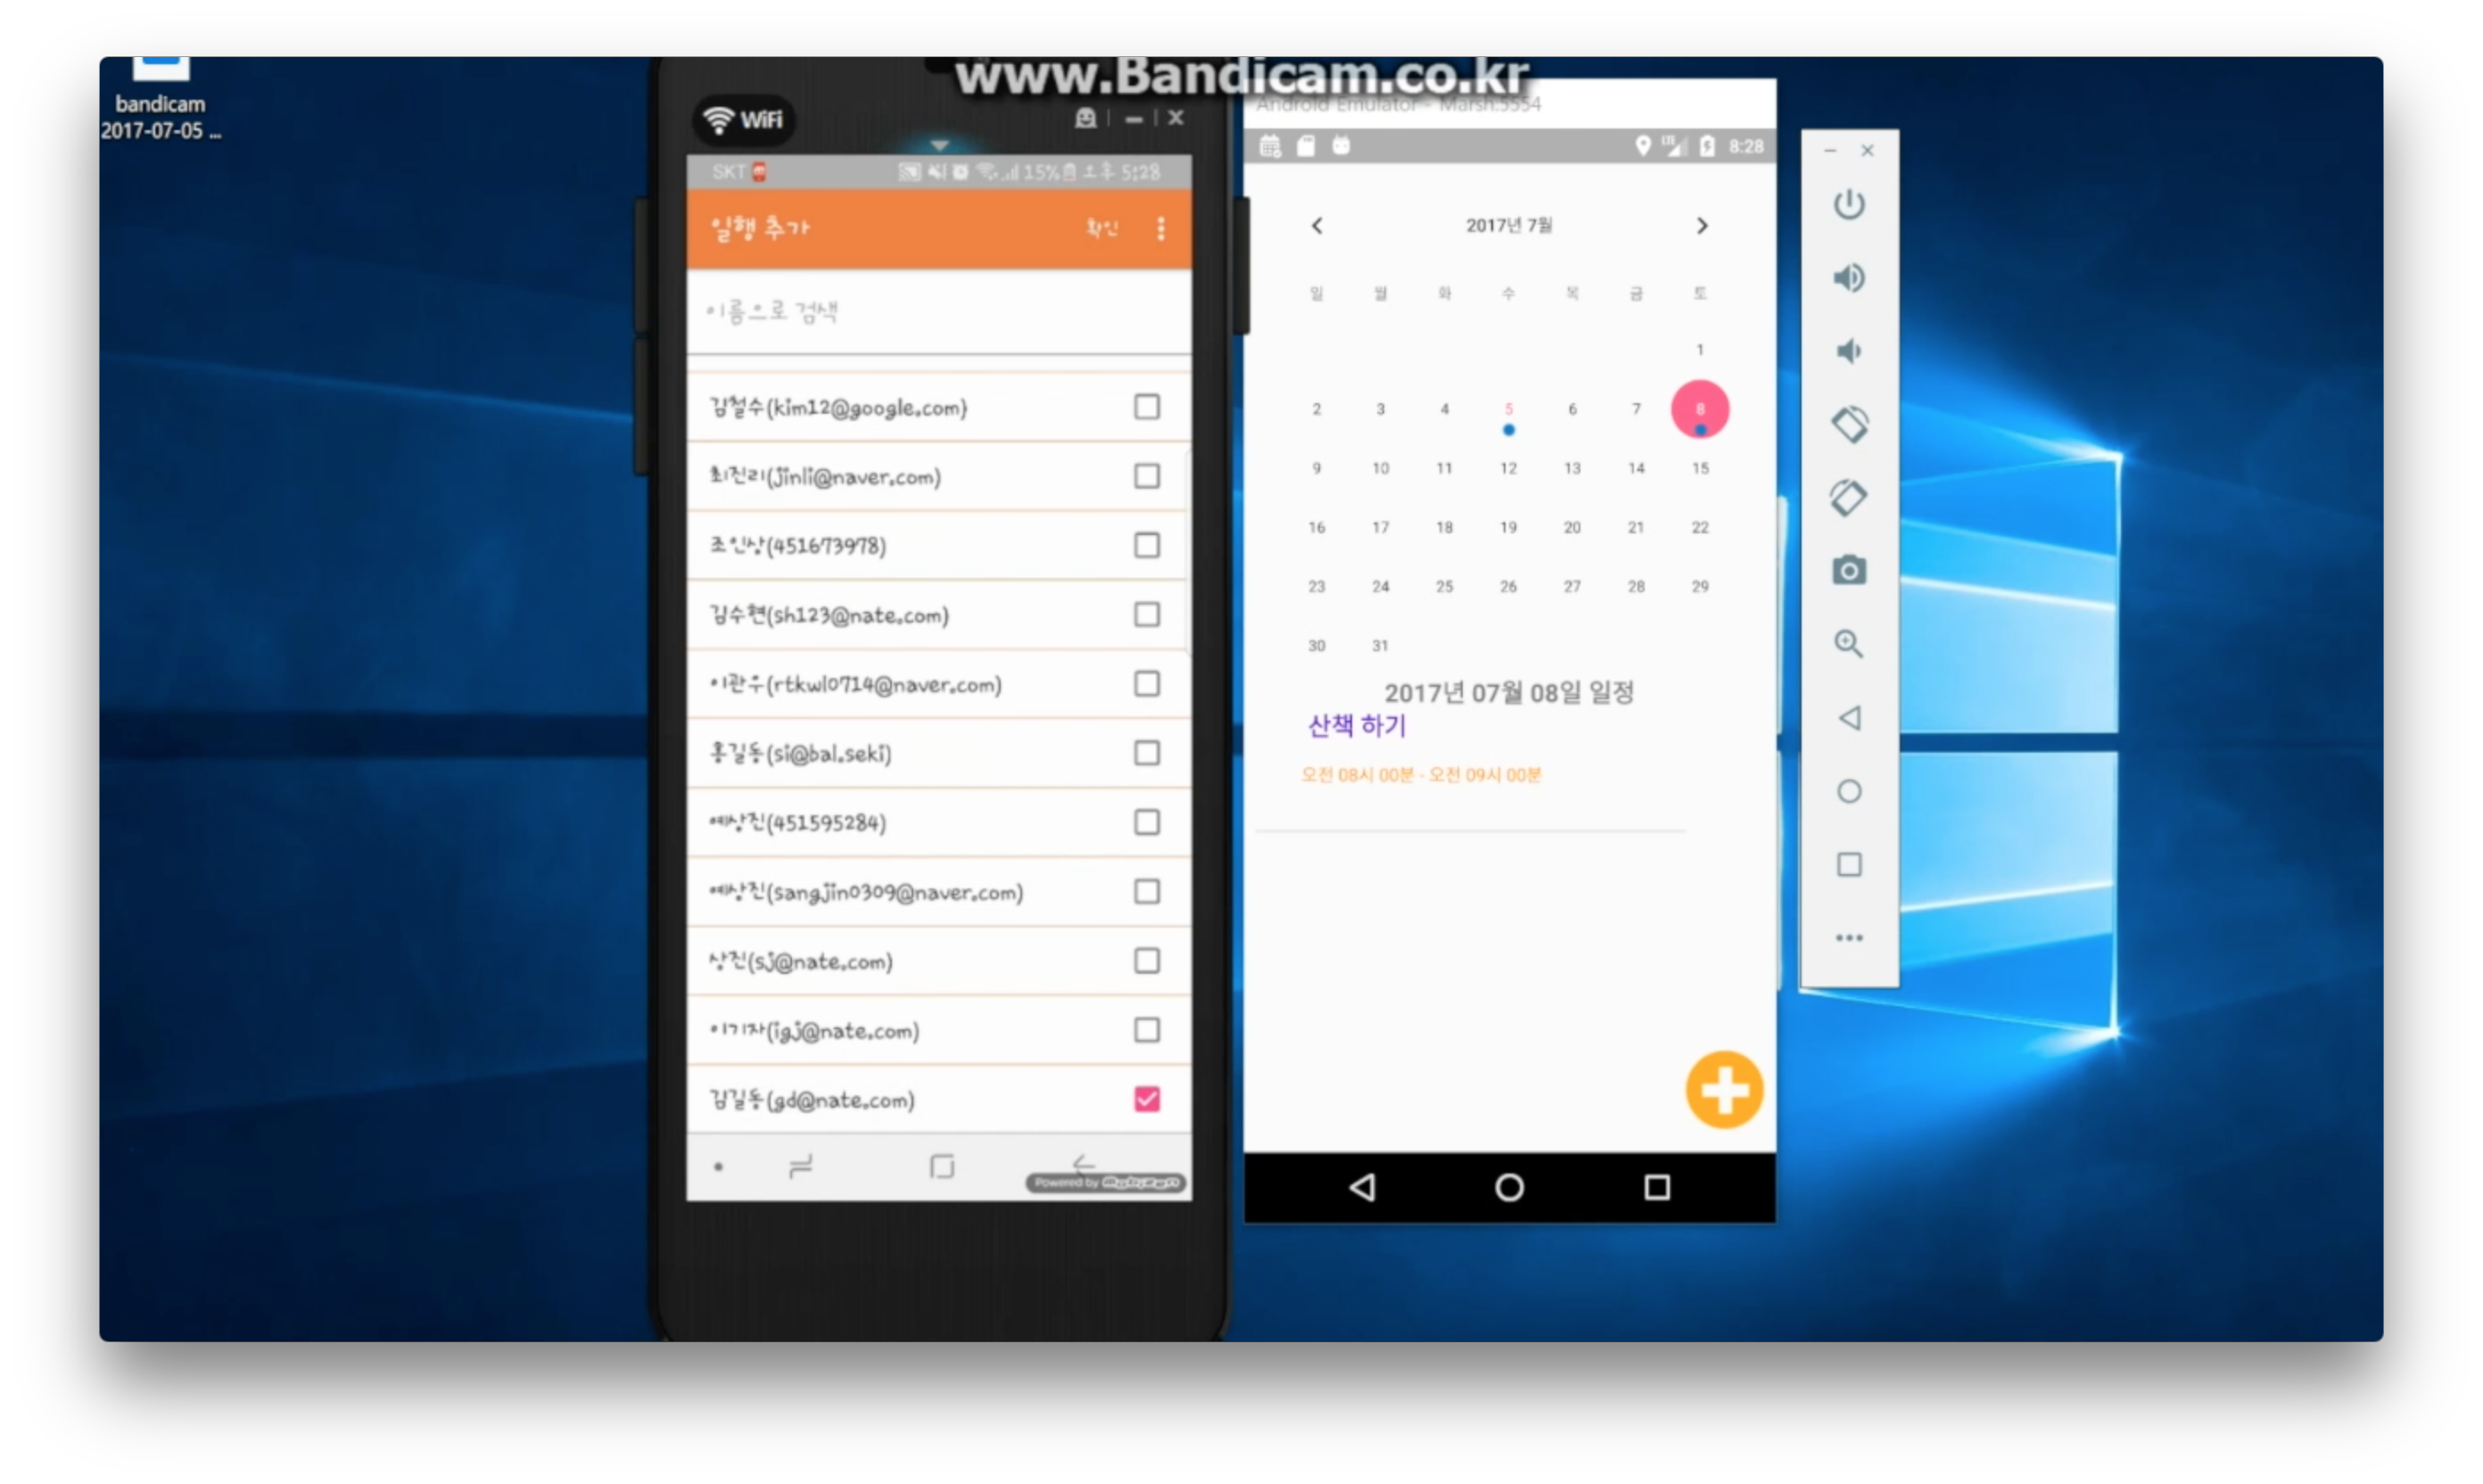 www.Bandicam.co.kr
bandicam
2017-07-05 ...
WiFi
SKT
15% 오후 5:28
일행 추가
확인
이름으로 검색
김철수(kim12@google.com)
최진리(jinli@naver.com)
조인상(451673978)
김수현(sh123@nate.com)
이관우(rtkwl0714@naver.com)
홍길동(si@bal.seki)
예상진(451595284)
예상진(sangjin0309@naver.com)
상진(sj@nate.com)
이기자(igj@nate.com)
김길동(gd@nate.com)
Powered by
Android Emulator - Marsh:5554
LTE
8:28
2017년 7월
일 월 화 수 목 금 토
1
2 3 4 5 6 7 8
9 10 11 12 13 14 15
16 17 18 19 20 21 22
23 24 25 26 27 28 29
30 31
2017년 07월 08일 일정
산책 하기
오전 08시 00분 - 오전 09시 00분